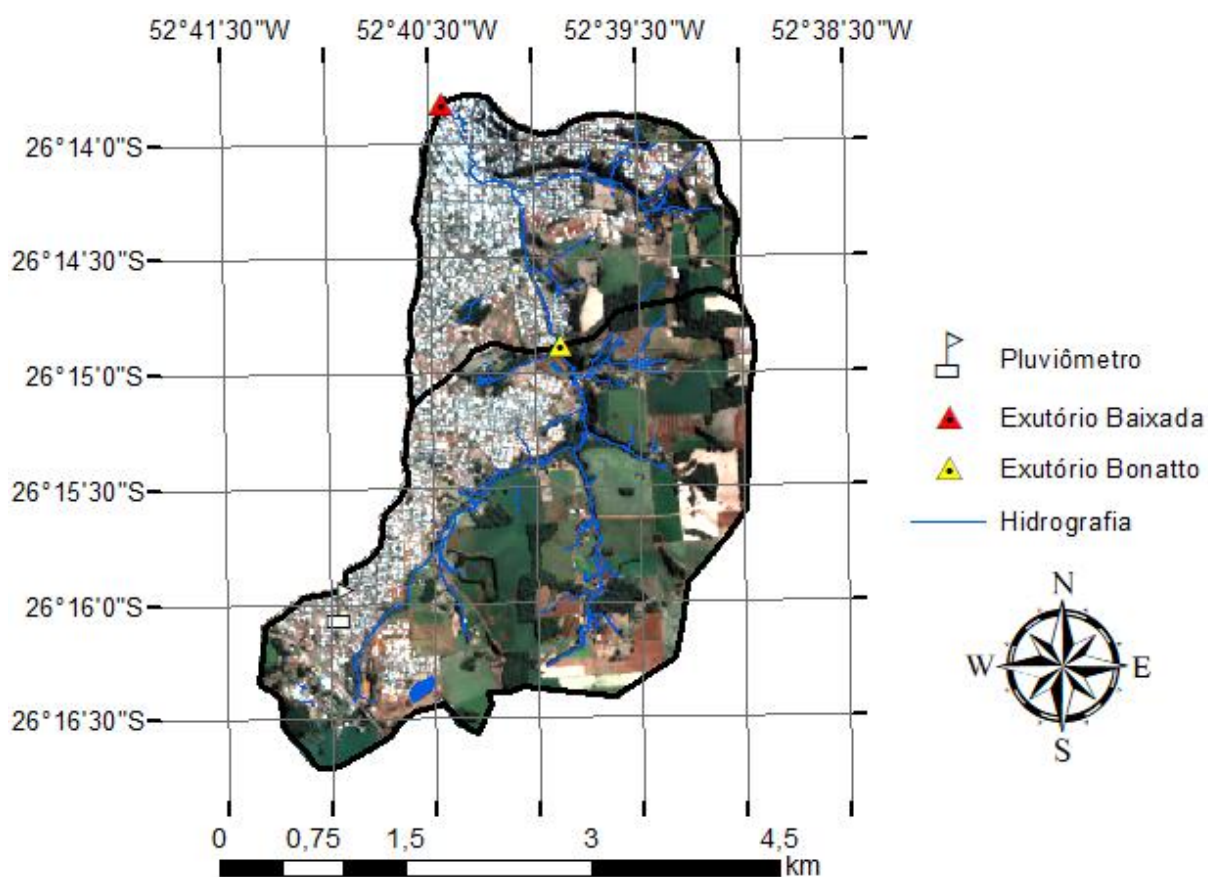 52°41'30"W 52°40'30"W 52°39'30"W 52°38'30"W
26°14'0"S
26°14'30"S
26°15'0"S
26°15'30"S
26°16'0"S
26°16'30"S
Pluviômetro
Exutório Baixada
Exutório Bonatto
Hidrografia
N
W E
S
0 0,75 1,5 3 4,5
km